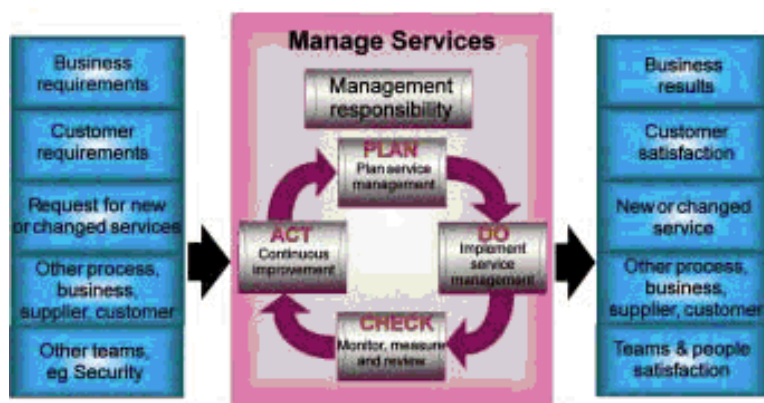 Business
requirements
Customer
requirements
Request for new
or changed services
Other process,
business,
supplier, customer
Other teams,
eg Security
Manage Services
Management
responsibility
PLAN
Plan service
management
DO
Implement
service
management
CHECK
Monitor, measure
and review
ACT
Continuous
improvement
Business
results
Customer
satisfaction
New or changed
service
Other process,
business,
supplier, customer
Teams & people
satisfaction